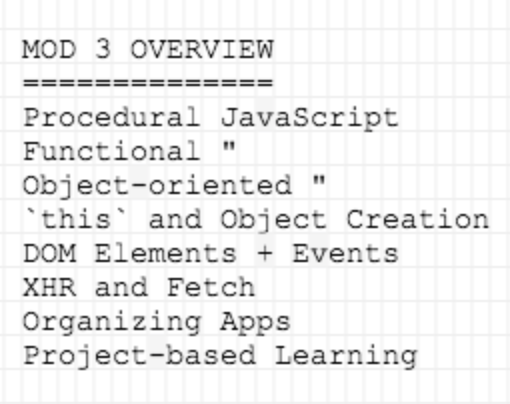 MOD 3 OVERVIEW
==============
Procedural JavaScript
Functional "
Object-oriented "
`this` and Object Creation
DOM Elements + Events
XHR and Fetch
Organizing Apps
Project-based Learning